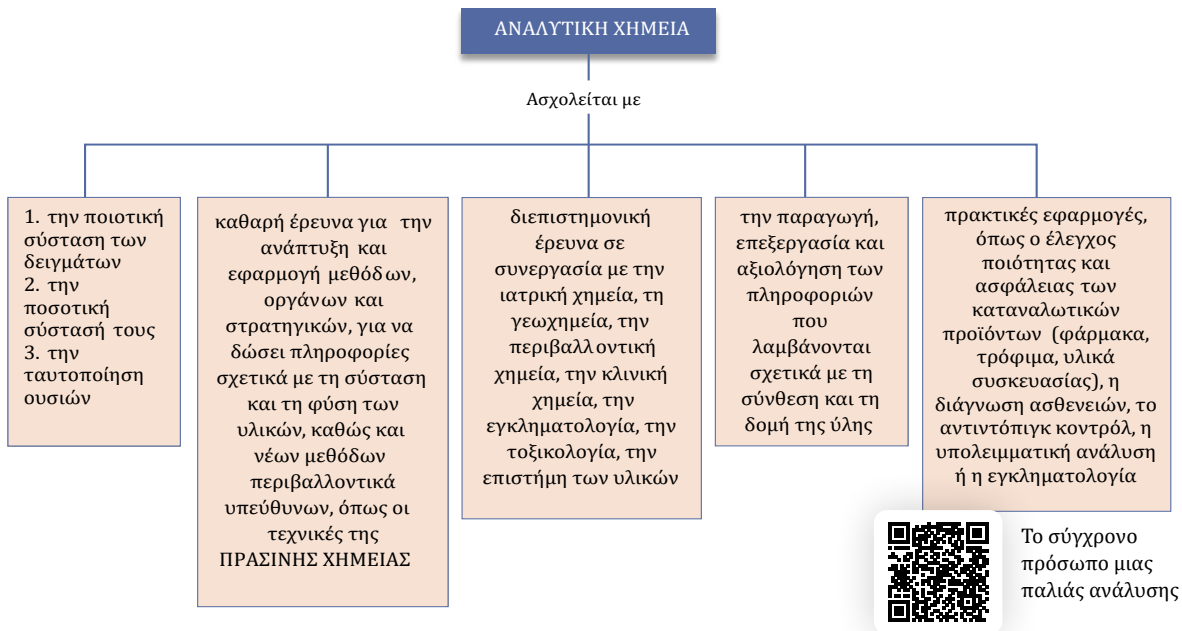 ΑΝΑΛΥΤΙΚΗ ΧΗΜΕΙΑ
Ασχολείται με
1. την ποιοτική
σύσταση των
δειγμάτων
2. την
ποσοτική
σύστασή τους
3. την
ταυτοποίηση
ουσιών
καθαρή έρευνα για την
ανάπτυξη και
εφαρμογή μεθόδων,
οργάνων και
στρατηγικών, για να
δώσει πληροφορίες
σχετικά με τη σύσταση
και τη φύση των
υλικών, καθώς και
νέων μεθόδων
περιβαλλοντικά
υπεύθυνων, όπως οι
τεχνικές της
ΠΡΑΣΙΝΗΣ ΧΗΜΕΙΑΣ
διεπιστημονική
έρευνα σε
συνεργασία με την
ιατρική χημεία, τη
γεωχημεία, την
περιβαλλοντική
χημεία, την κλινική
χημεία, την
εγκληματολογία, την
τοξικολογία, την
επιστήμη των υλικών
την παραγωγή,
επεξεργασία και
αξιολόγηση των
πληροφοριών
που
λαμβάνονται
σχετικά με τη
σύνθεση και τη
δομή της ύλης
πρακτικές εφαρμογές,
όπως ο έλεγχος
ποιότητας και
ασφάλειας των
καταναλωτικών
προϊόντων (φάρμακα,
τρόφιμα, υλικά
συσκευασίας), η
διάγνωση ασθενειών, το
αντιντόπιγκ κοντρόλ, η
υπολειμματική ανάλυση
ή η εγκληματολογία
Το σύγχρονο
πρόσωπο μιας
παλιάς ανάλυσης